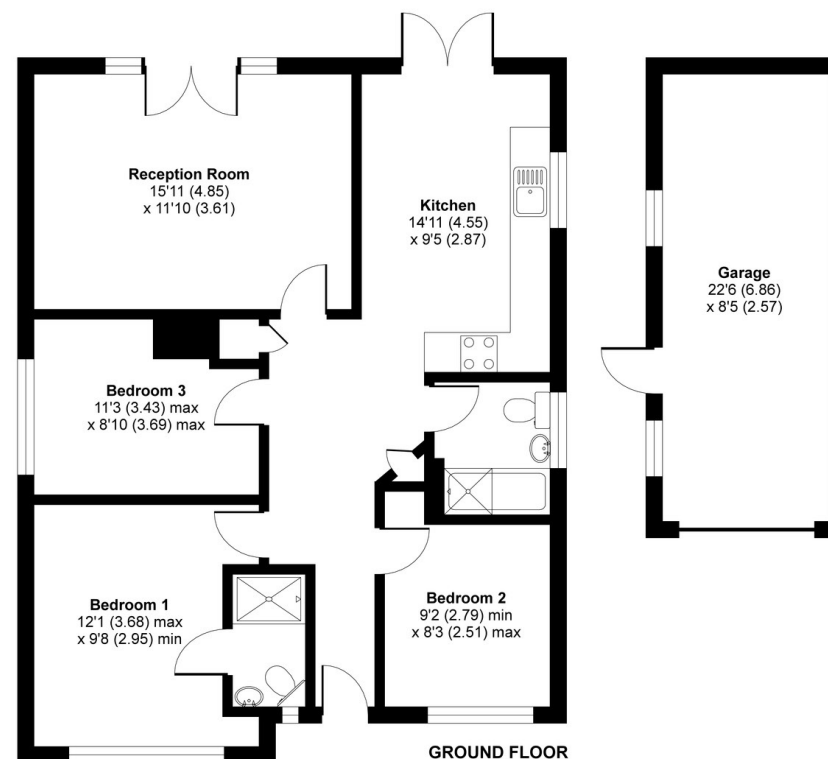 Reception Room
15'11 (4.85)
x 11'10 (3.61)
Kitchen
14'11 (4.55)
x 9'5 (2.87)
Garage
22'6 (6.86)
x 8'5 (2.57)
Bedroom 3
11'3 (3.43) max
x 8'10 (3.69) max
Bedroom 1
12'1 (3.68) max
x 9'8 (2.95) min
Bedroom 2
9'2 (2.79) min
x 8'3 (2.51) max
GROUND FLOOR